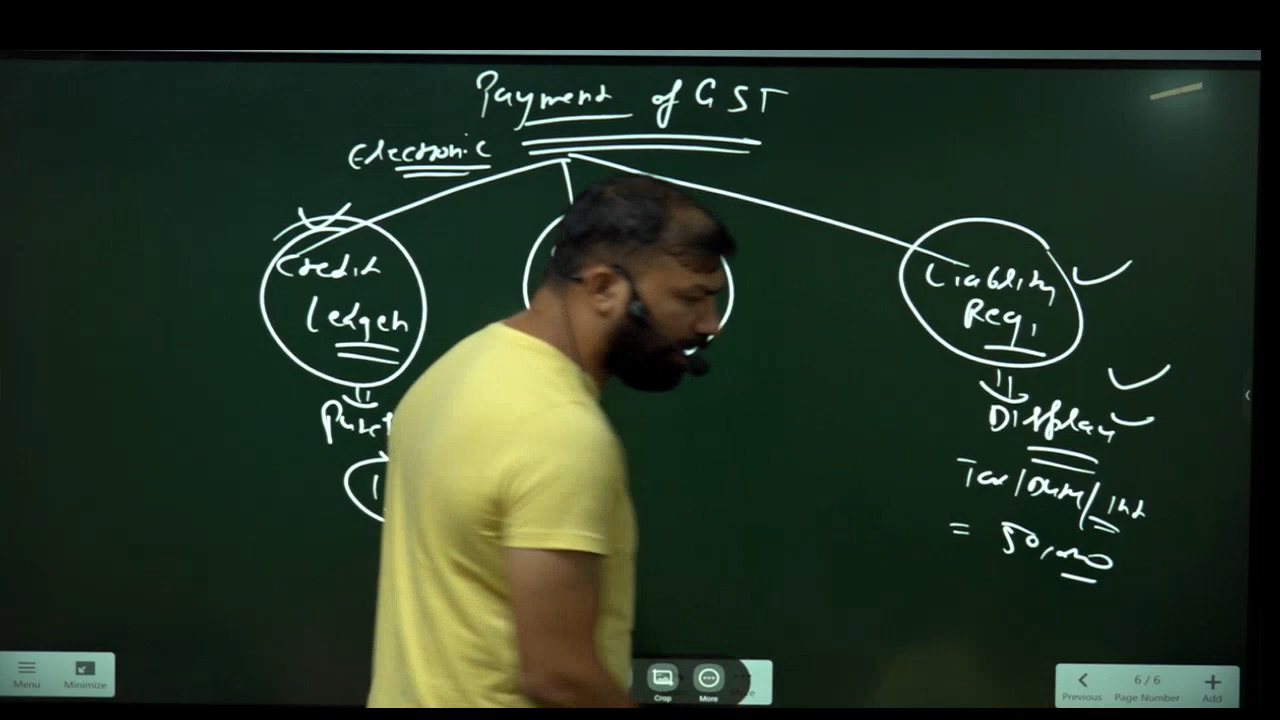 Payment of GST
Electronic
Credit
Ledger
Liability
Reg.
Display
Tax/Duty/Int
= 50,000
Menu
Minimize
Crop
More
Previous
6 / 6
Page Number
Add